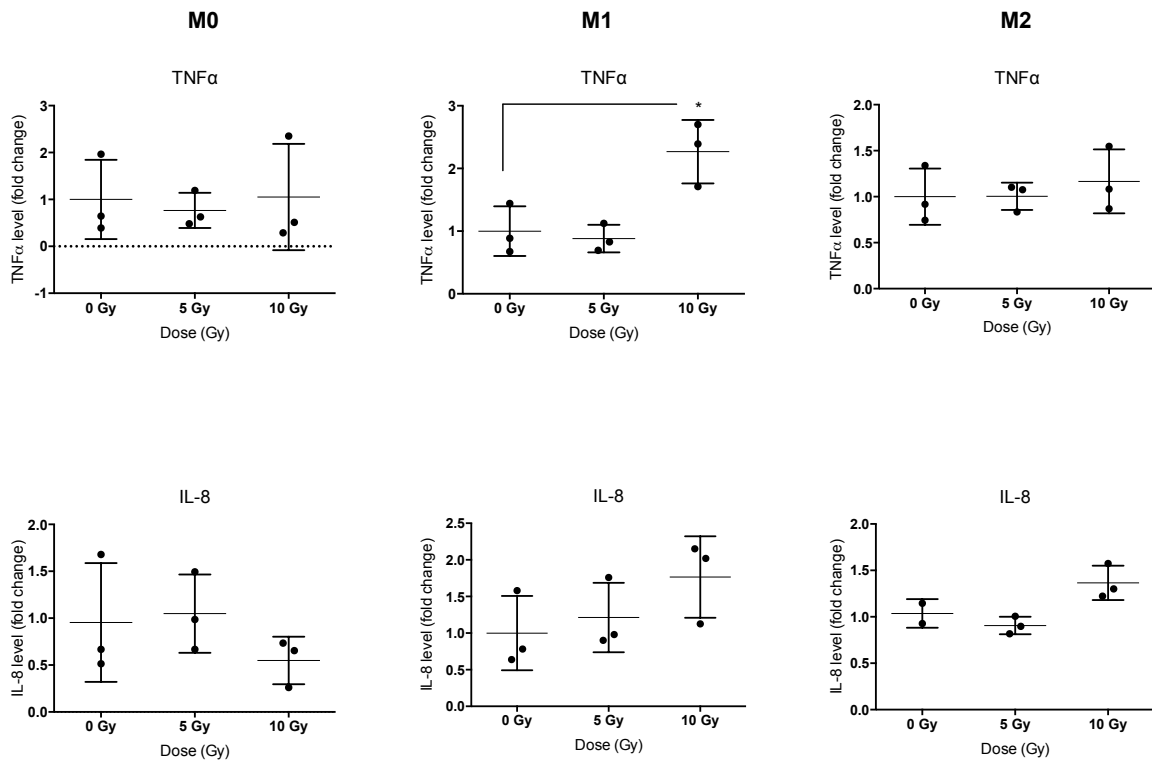 M0
M1
M2
TNFα
TNFα level (fold change)
3
2
1
0
-1
0 Gy
5 Gy
10 Gy
Dose (Gy)
TNFα
TNFα level (fold change)
3
2
1
0
*
0 Gy
5 Gy
10 Gy
Dose (Gy)
TNFα
TNFα level (fold change)
2.0
1.5
1.0
0.5
0.0
0 Gy
5 Gy
10 Gy
Dose (Gy)
IL-8
IL-8 level (fold change)
2.0
1.5
1.0
0.5
0.0
0 Gy
5 Gy
10 Gy
Dose (Gy)
IL-8
IL-8 level (fold change)
2.5
2.0
1.5
1.0
0.5
0.0
0 Gy
5 Gy
10 Gy
Dose (Gy)
IL-8
IL-8 level (fold change)
2.0
1.5
1.0
0.5
0.0
0 Gy
5 Gy
10 Gy
Dose (Gy)